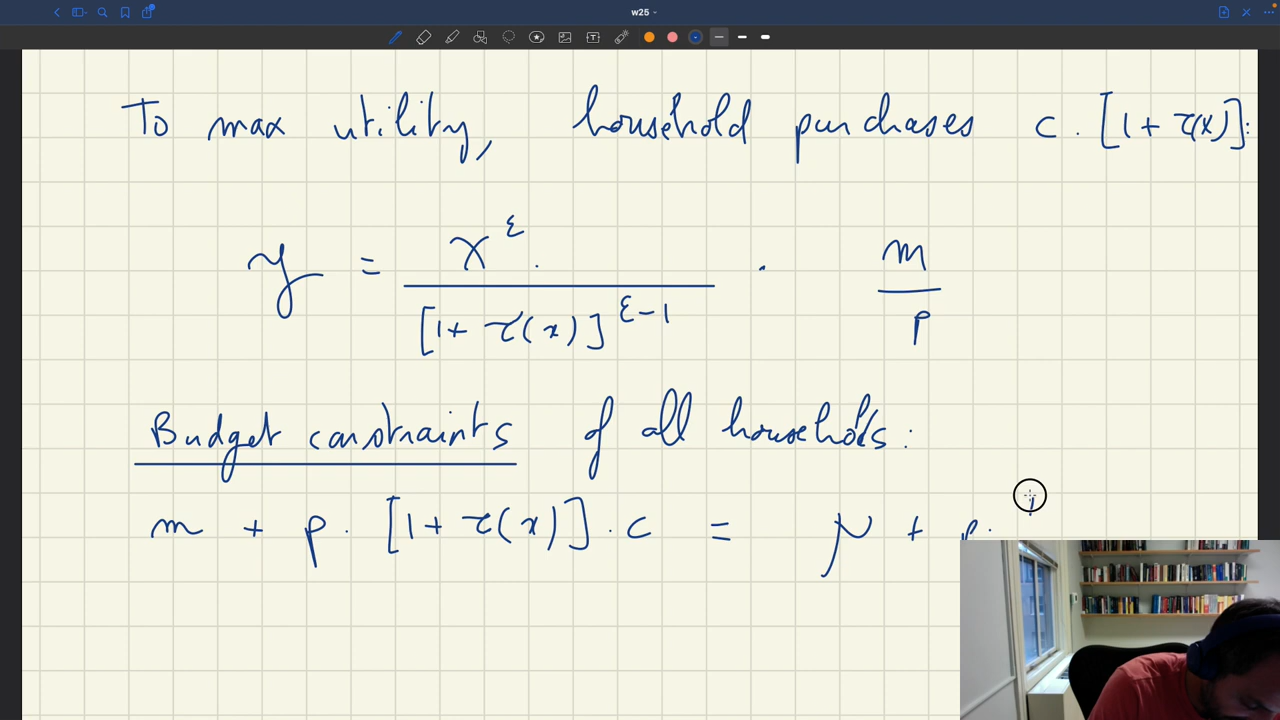 w25
To max utility, household purchases c · [1 + τ(x)]:
y = x^ε · / [1 + τ(x)]^(ε-1) · m / p
Budget constraints of all households:
m + p · [1 + τ(x)] · c = μ + p ·